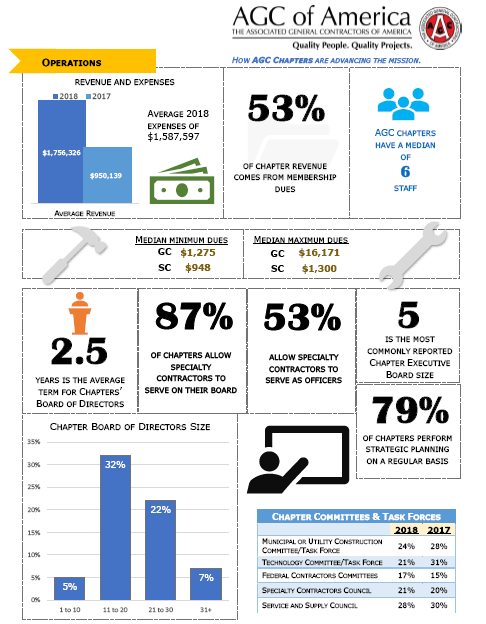 AGC of America
THE ASSOCIATED GENERAL CONTRACTORS OF AMERICA
Quality People. Quality Projects.
OPERATIONS
HOW AGC CHAPTERS ARE ADVANCING THE MISSION.
REVENUE AND EXPENSES
2018 2017
$1,756,326
$950,139
AVERAGE REVENUE
AVERAGE 2018
EXPENSES OF
$1,587,597
53%
OF CHAPTER REVENUE
COMES FROM MEMBERSHIP
DUES
AGC CHAPTERS
HAVE A MEDIAN
OF
6
STAFF
MEDIAN MINIMUM DUES
GC $1,275
SC $948
MEDIAN MAXIMUM DUES
GC $16,171
SC $1,300
2.5
YEARS IS THE AVERAGE
TERM FOR CHAPTERS'
BOARD OF DIRECTORS
87%
OF CHAPTERS ALLOW
SPECIALTY
CONTRACTORS TO
SERVE ON THEIR BOARD
53%
ALLOW SPECIALTY
CONTRACTORS TO
SERVE AS OFFICERS
5
IS THE MOST
COMMONLY REPORTED
CHAPTER EXECUTIVE
BOARD SIZE
79%
OF CHAPTERS PERFORM
STRATEGIC PLANNING
ON A REGULAR BASIS
CHAPTER BOARD OF DIRECTORS SIZE
35%
30%
25%
20%
15%
10%
5%
0%
5%
32%
22%
7%
1 to 10 11 to 20 21 to 30 31+
CHAPTER COMMITTEES & TASK FORCES
2018 2017
MUNICIPAL OR UTILITY CONSTRUCTION
COMMITTEE/TASK FORCE 24% 28%
TECHNOLOGY COMMITTEE/TASK FORCE 21% 31%
FEDERAL CONTRACTORS COMMITTEES 17% 15%
SPECIALTY CONTRACTORS COUNCIL 21% 20%
SERVICE AND SUPPLY COUNCIL 28% 30%